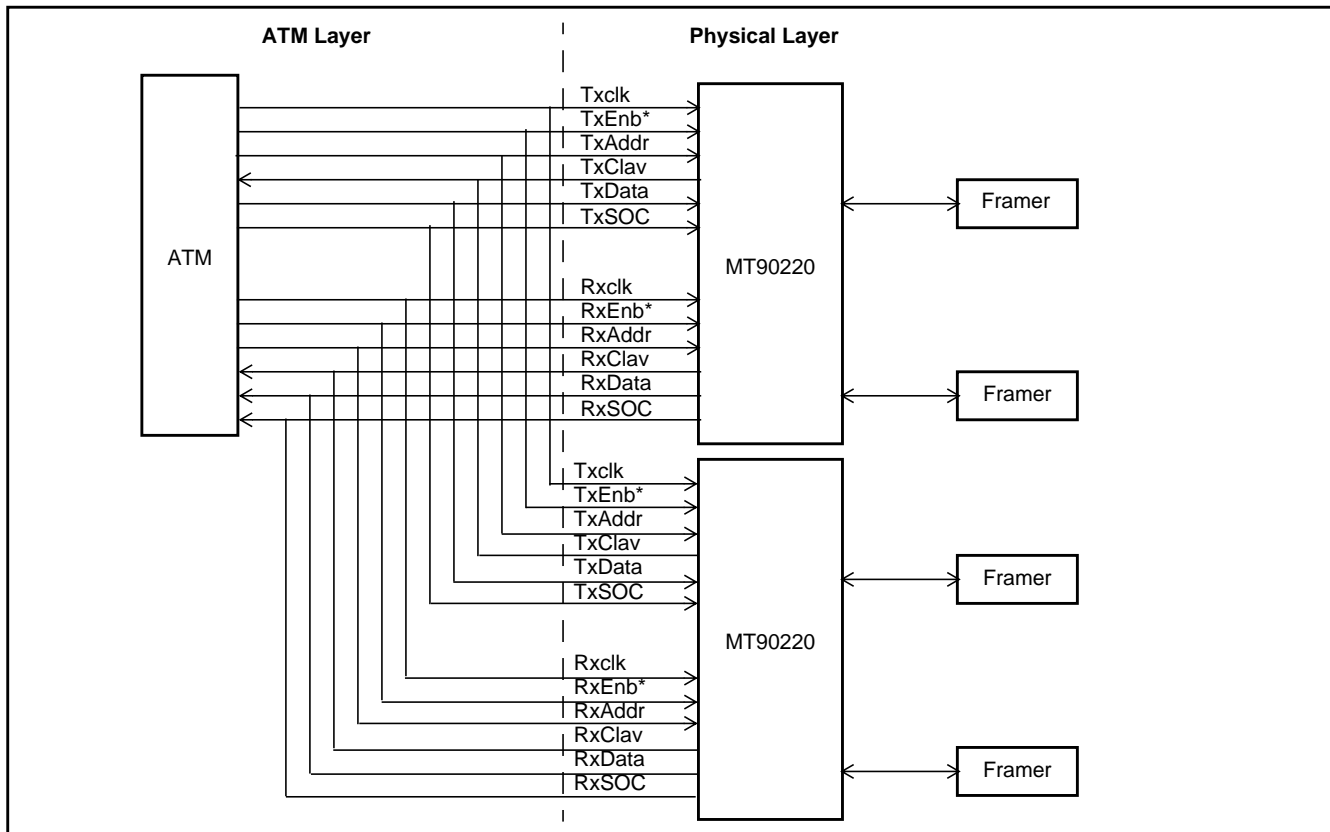 ATM Layer
Physical Layer
ATM
Txclk
TxEnb*
TxAddr
TxClav
TxData
TxSOC
Rxclk
RxEnb*
RxAddr
RxClav
RxData
RxSOC
MT90220
Framer
Framer
Txclk
TxEnb*
TxAddr
TxClav
TxData
TxSOC
Rxclk
RxEnb*
RxAddr
RxClav
RxData
RxSOC
MT90220
Framer
Framer